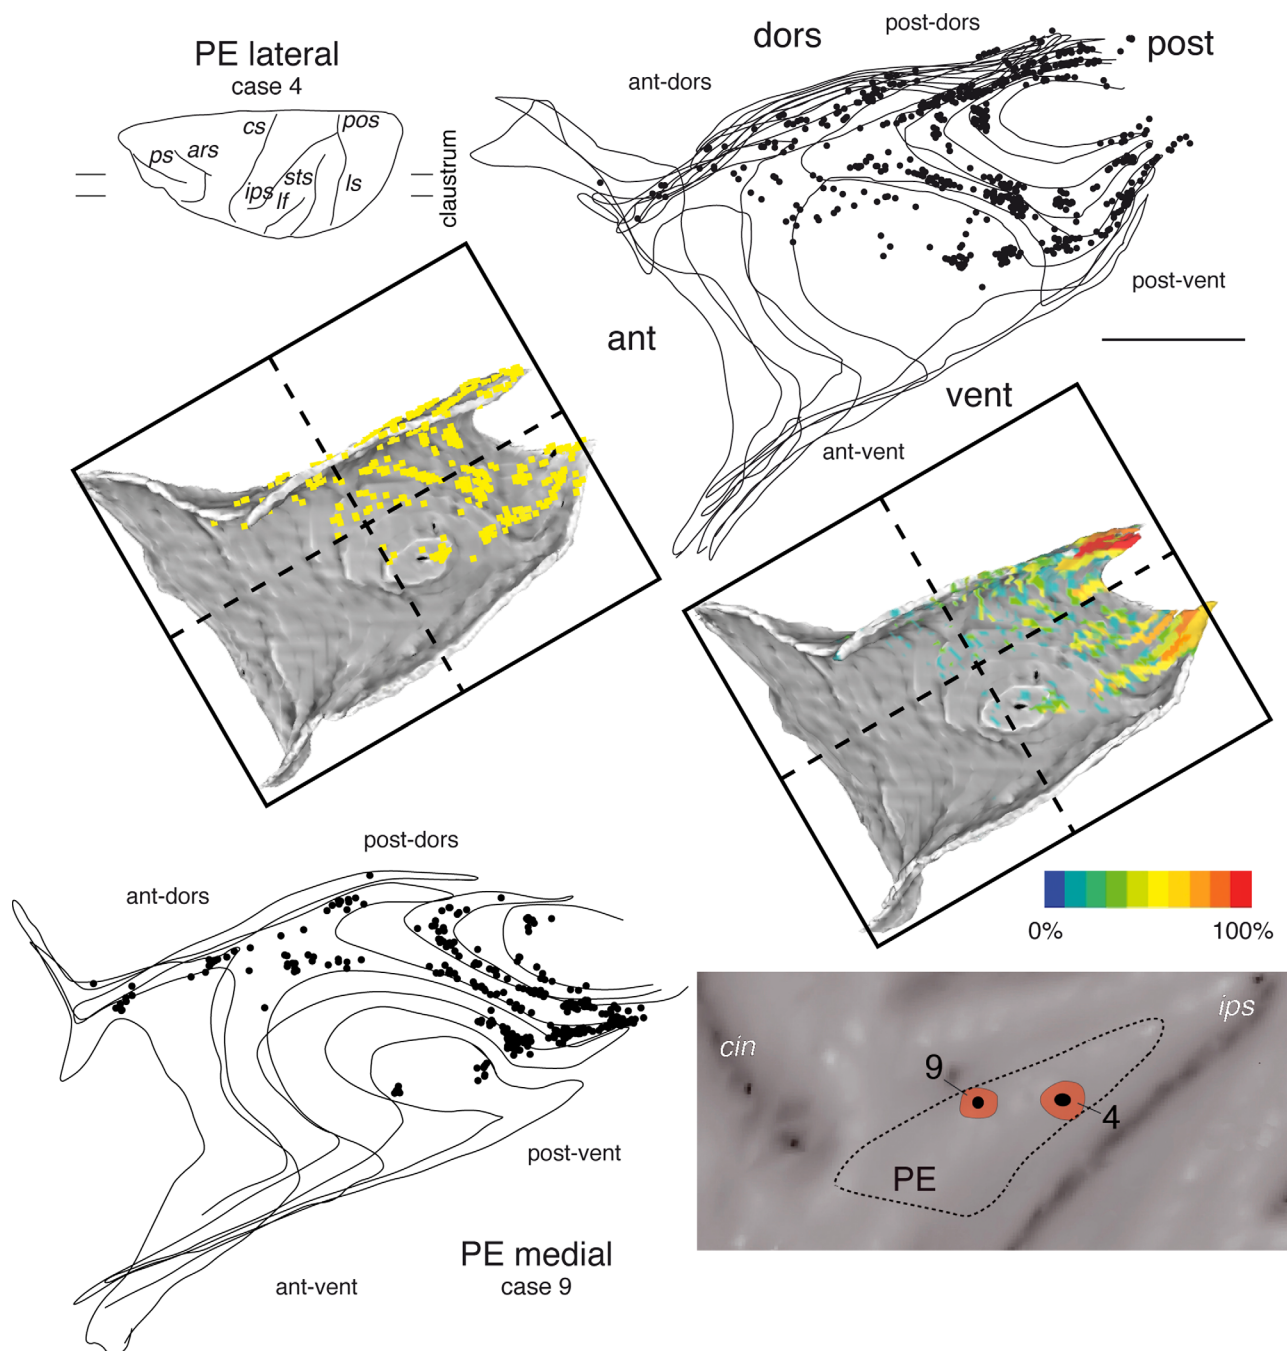 PE lateral
case 4
cs
pos
ps
ars
sts
ips
lf
ls
claustrum
dors
post-dors
post
ant-dors
post-vent
ant
vent
ant-vent
0%
100%
post-dors
ant-dors
post-vent
ant-vent
PE medial
case 9
cin
ips
9
4
PE